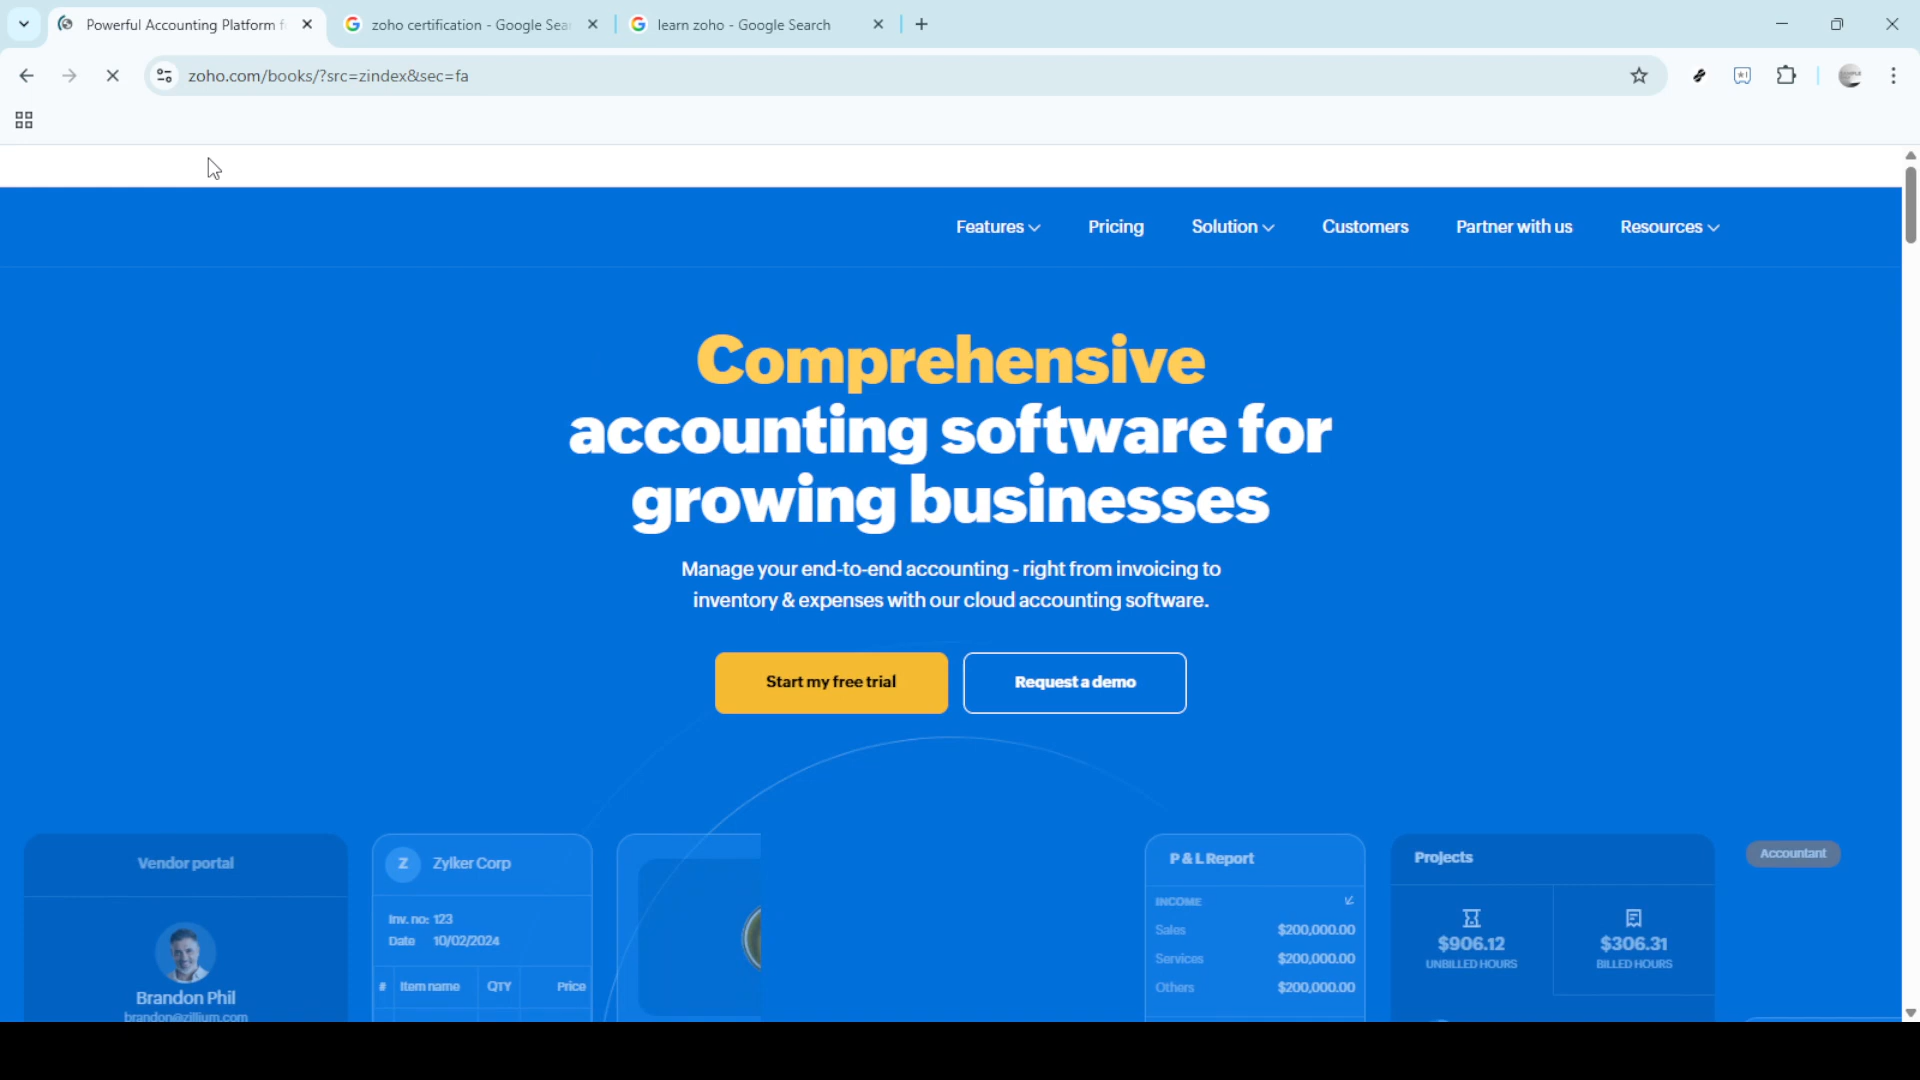 Powerful Accounting Platform f
zoho certification - Google Sea
learn zoho - Google Search
zoho.com/books/?src=zindex&sec=fa
Features
Pricing
Solution
Customers
Partner with us
Resources
Comprehensive
accounting software for
growing businesses
Manage your end-to-end accounting - right from invoicing to
inventory & expenses with our cloud accounting software.
Start my free trial
Request a demo
Vendor portal
Brandon Phil
brandon@zillium.com
Z Zylker Corp
Inv. no: 123
Date 10/02/2024
# Item name QTY Price
P & L Report
INCOME
Sales $200,000.00
Services $200,000.00
Others $200,000.00
Projects
$906.12
UNBILLED HOURS
$306.31
BILLED HOURS
Accountant